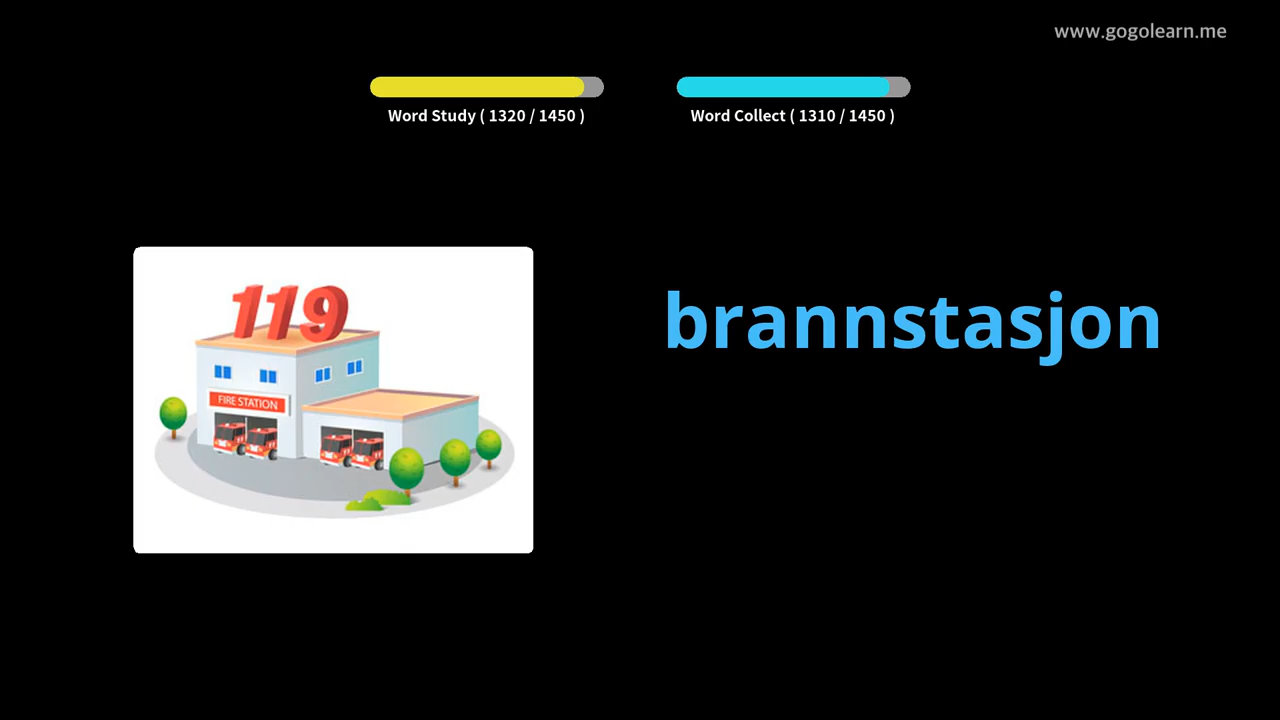 www.gogolearn.me
Word Study ( 1320 / 1450 )
Word Collect ( 1310 / 1450 )
119
FIRE STATION
brannstasjon